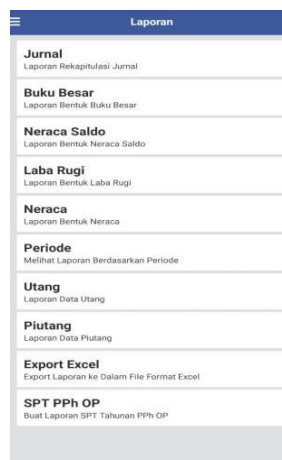 Laporan
Jurnal
Laporan Rekapitulasi Jurnal
Buku Besar
Laporan Bentuk Buku Besar
Neraca Saldo
Laporan Bentuk Neraca Saldo
Laba Rugi
Laporan Bentuk Laba Rugi
Neraca
Laporan Bentuk Neraca
Periode
Melihat Laporan Berdasarkan Periode
Utang
Laporan Data Utang
Piutang
Laporan Data Piutang
Export Excel
Export Laporan ke Dalam File Format Excel
SPT PPh OP
Buat Laporan SPT Tahunan PPh OP